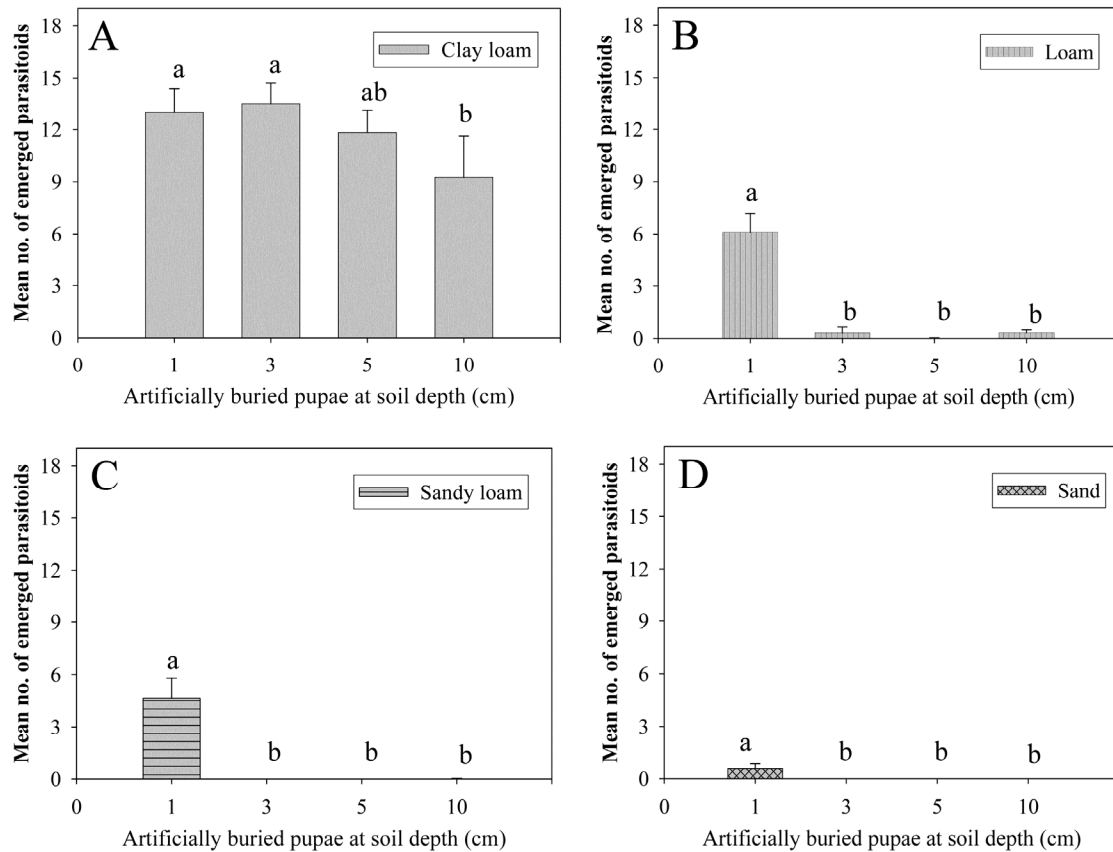 A
Clay loam
Mean no. of emerged parasitoids
18
15
12
9
6
3
0
a
a
ab
b
0
1
3
5
10
Artificially buried pupae at soil depth (cm)
B
Loam
Mean no. of emerged parasitoids
18
15
12
9
6
3
0
a
b
b
b
0
1
3
5
10
Artificially buried pupae at soil depth (cm)
C
Sandy loam
Mean no. of emerged parasitoids
18
15
12
9
6
3
0
a
b
b
b
0
1
3
5
10
Artificially buried pupae at soil depth (cm)
D
Sand
Mean no. of emerged parasitoids
18
15
12
9
6
3
0
a
b
b
b
0
1
3
5
10
Artificially buried pupae at soil depth (cm)